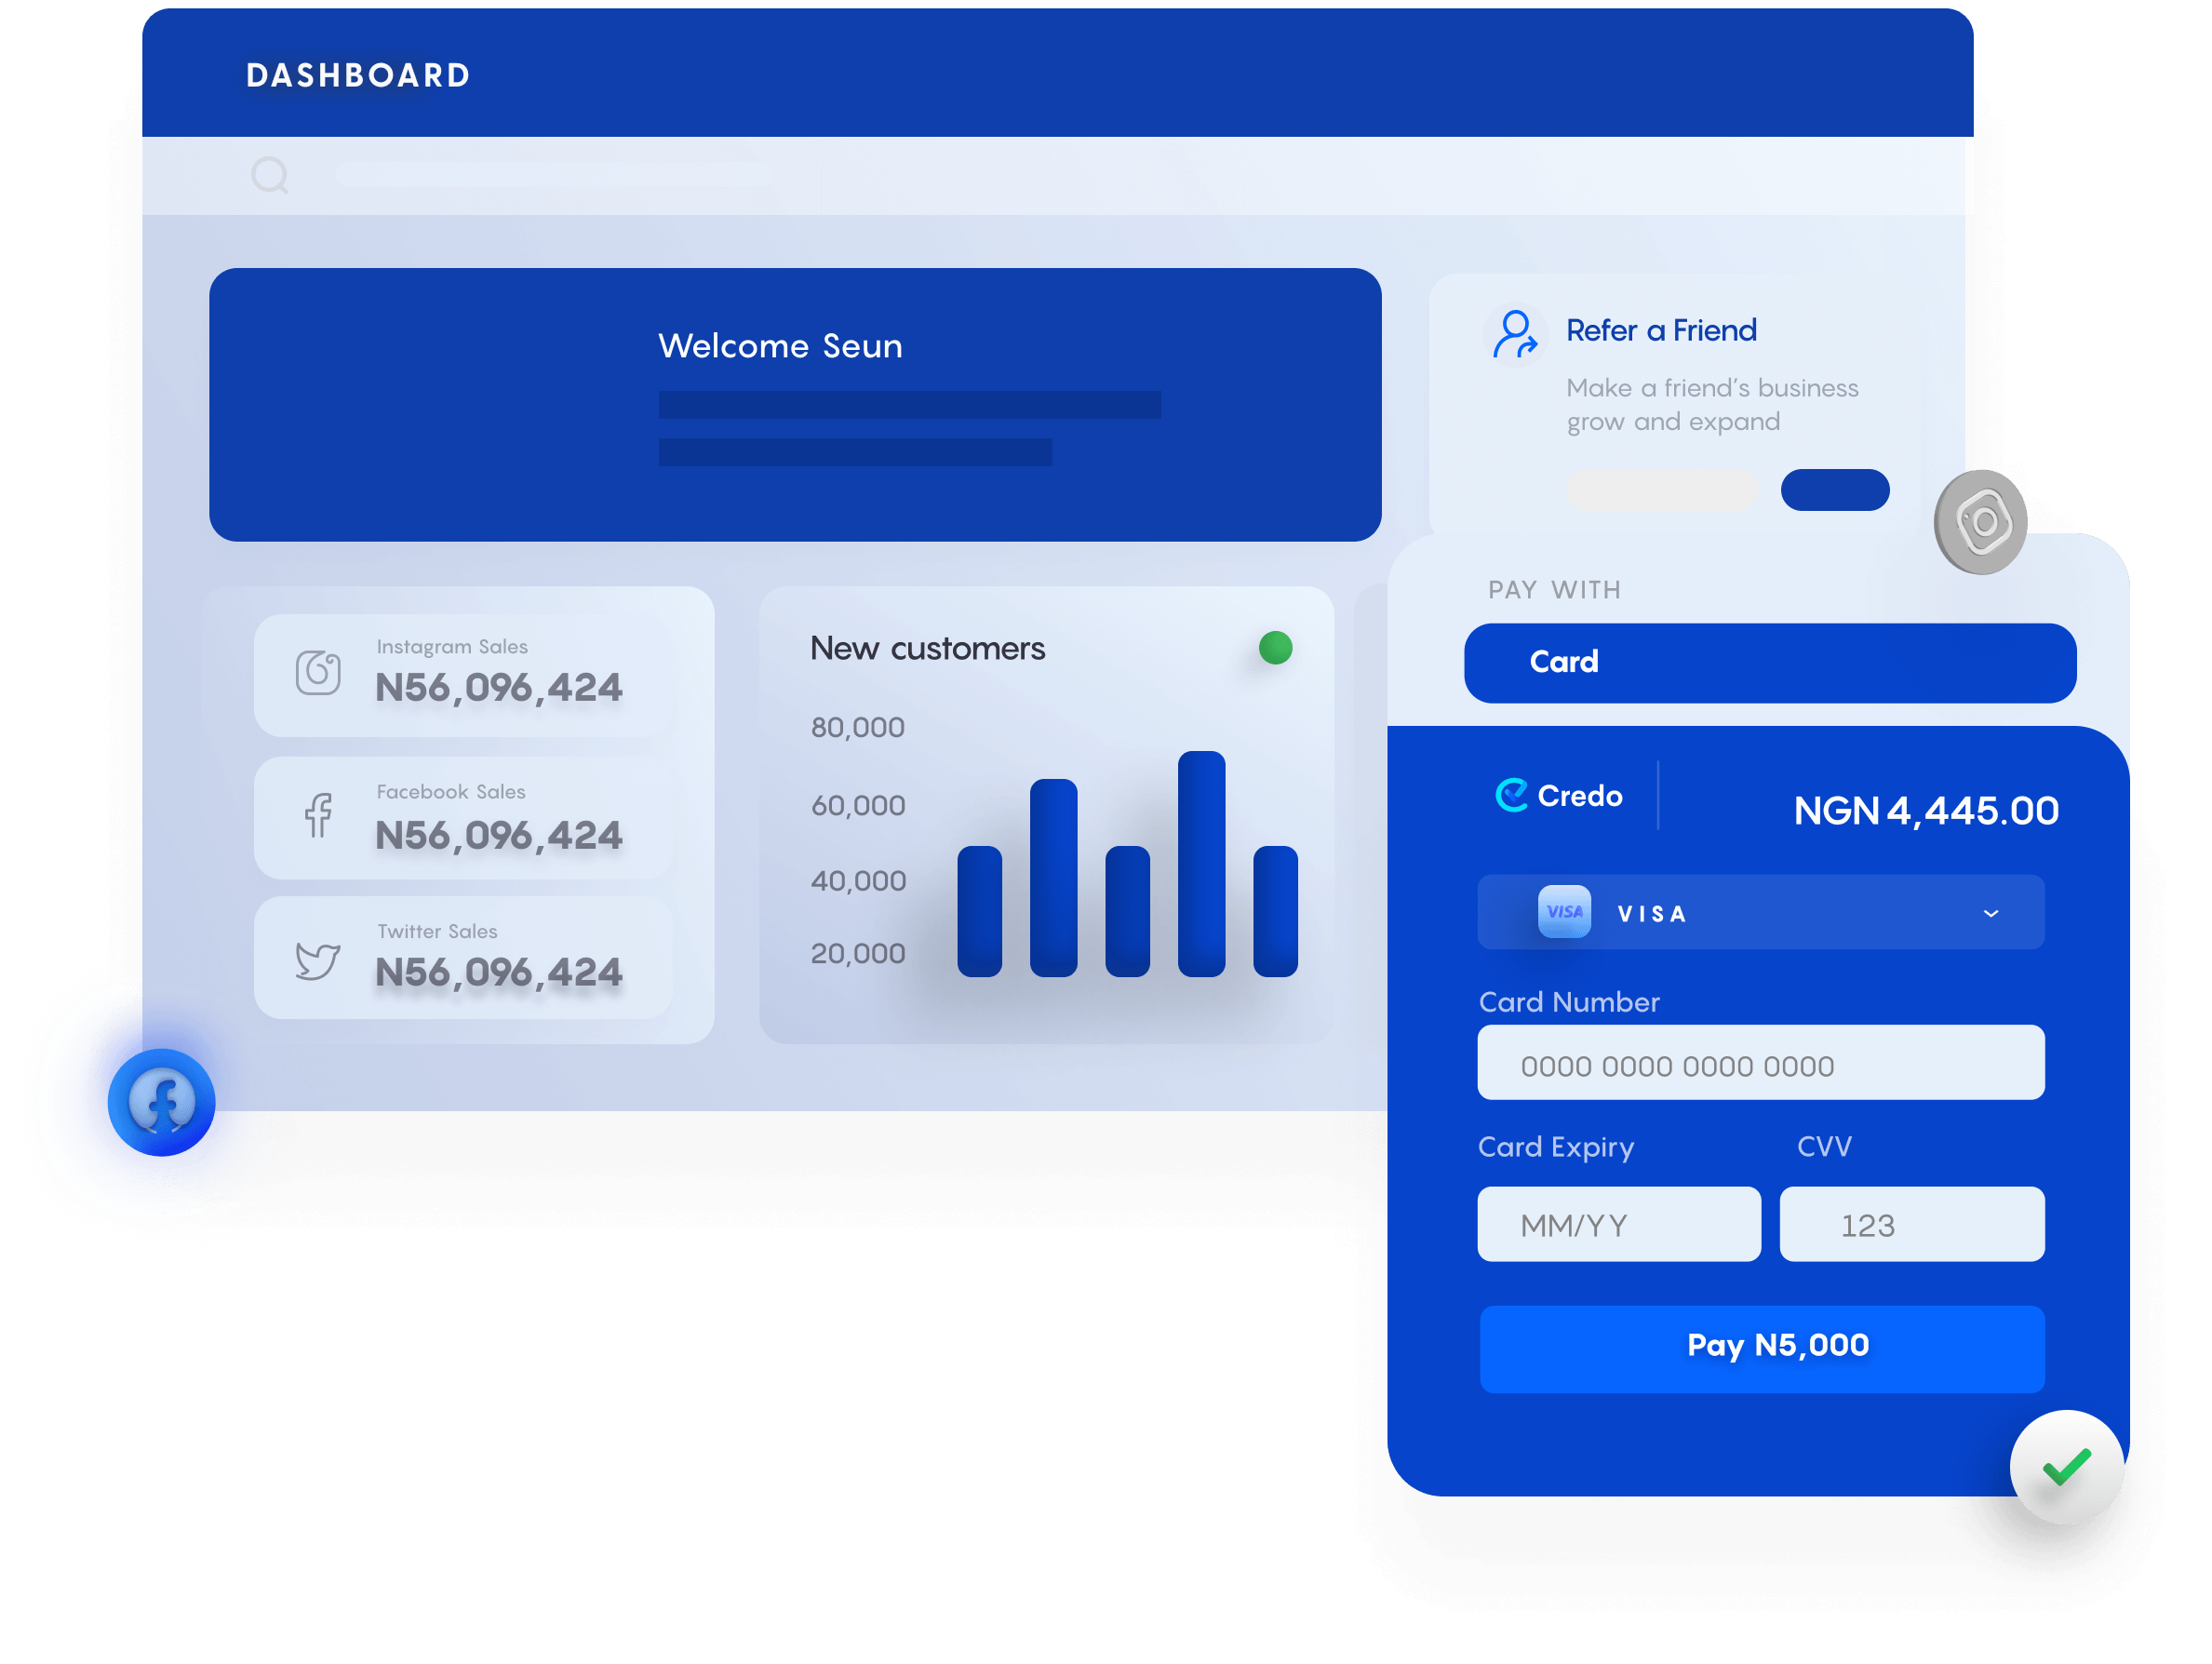 DASHBOARD
Welcome Seun
Refer a Friend
Make a friend’s business
grow and expand
Instagram Sales
N56,096,424
Facebook Sales
N56,096,424
Twitter Sales
N56,096,424
New customers
80,000
60,000
40,000
20,000
PAY WITH
Card
Credo
NGN 4,445.00
VISA VISA
Card Number
0000 0000 0000 0000
Card Expiry CVV
MM/YY 123
Pay N5,000